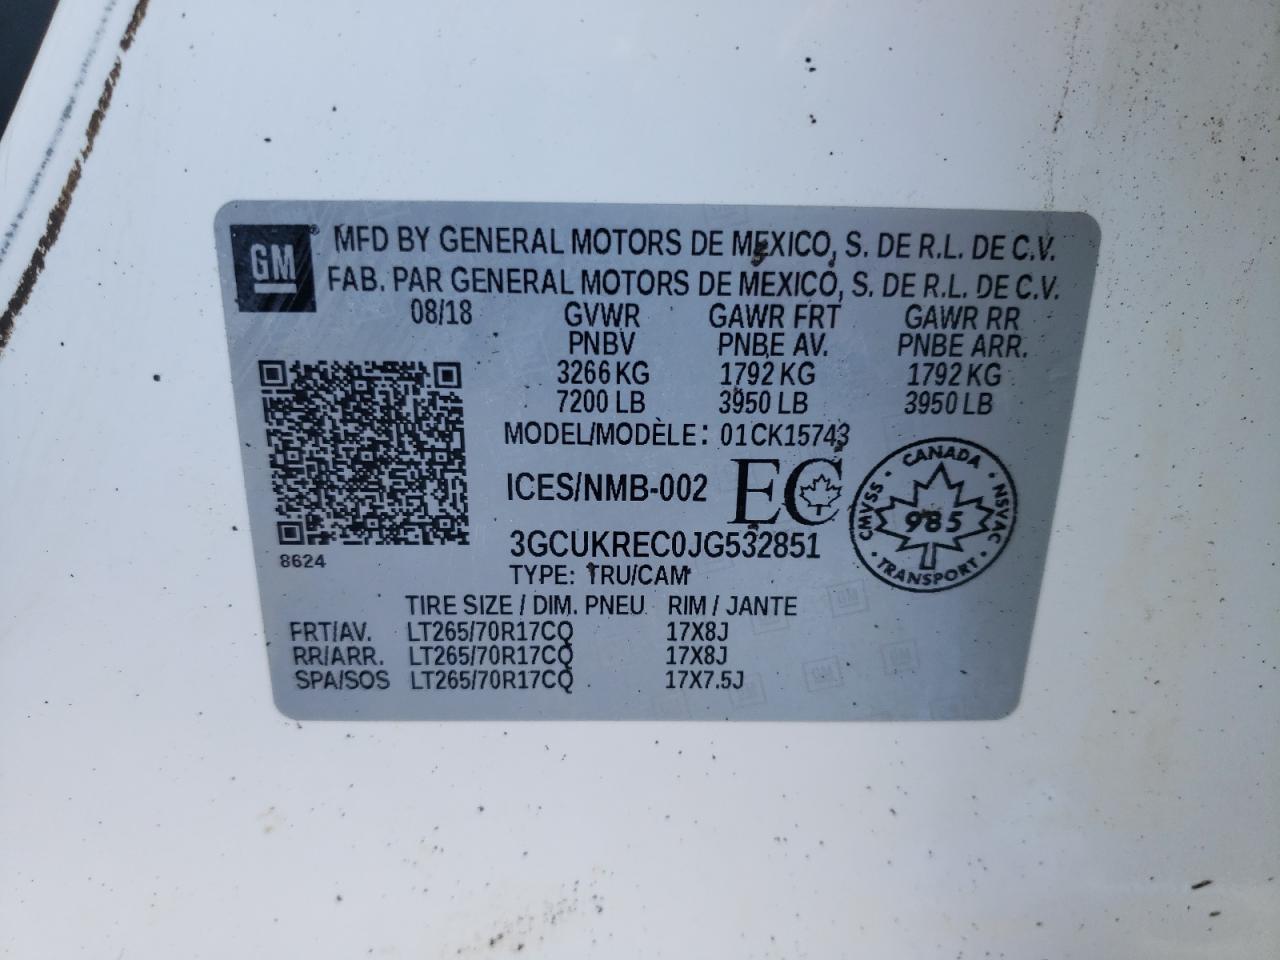 GM MFD BY GENERAL MOTORS DE MEXICO, S. DE R.L. DE C.V.
FAB. PAR GENERAL MOTORS DE MEXICO, S. DE R.L. DE C.V.
08/18 GVWR GAWR FRT GAWR RR
PNBV PNBE AV. PNBE ARR.
3266 KG 1792 KG 1792 KG
7200 LB 3950 LB 3950 LB
MODEL/MODÈLE: 01CK15743
ICES/NMB-002 EC
CANADA
CMVSS 985 NSVAC
TRANSPORT
3GCUKREC0JG532851
8624
TYPE: TRU/CAM
TIRE SIZE / DIM. PNEU RIM / JANTE
FRT/AV. LT265/70R17CQ 17X8J
RR/ARR. LT265/70R17CQ 17X8J
SPA/SOS LT265/70R17CQ 17X7.5J